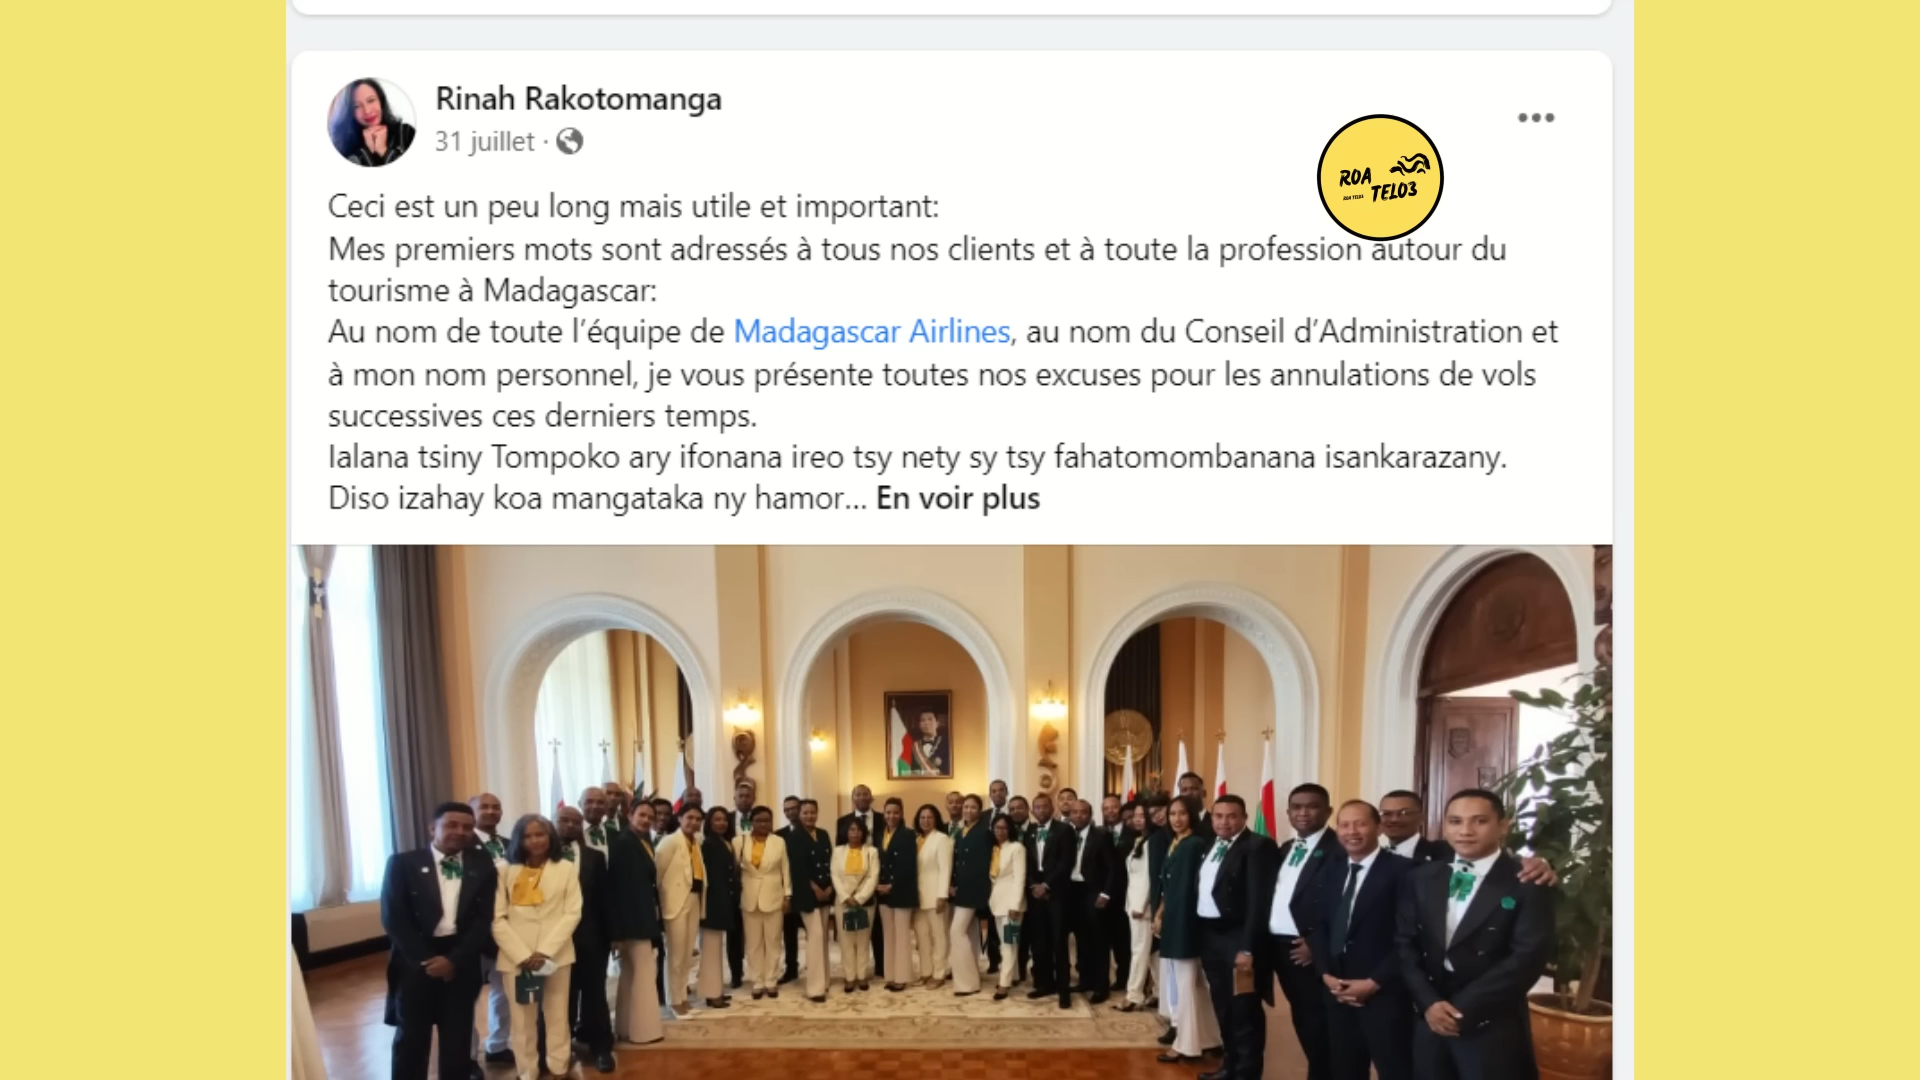 Rinah Rakotomanga
31 juillet ·
ROA
TELO3
ROA TELO3
Ceci est un peu long mais utile et important:
Mes premiers mots sont adressés à tous nos clients et à toute la profession autour du
tourisme à Madagascar:
Au nom de toute l’équipe de Madagascar Airlines, au nom du Conseil d’Administration et
à mon nom personnel, je vous présente toutes nos excuses pour les annulations de vols
successives ces derniers temps.
Ialana tsiny Tompoko ary ifonana ireo tsy nety sy tsy fahatomombanana isankarazany.
Diso izahay koa mangataka ny hamor... En voir plus